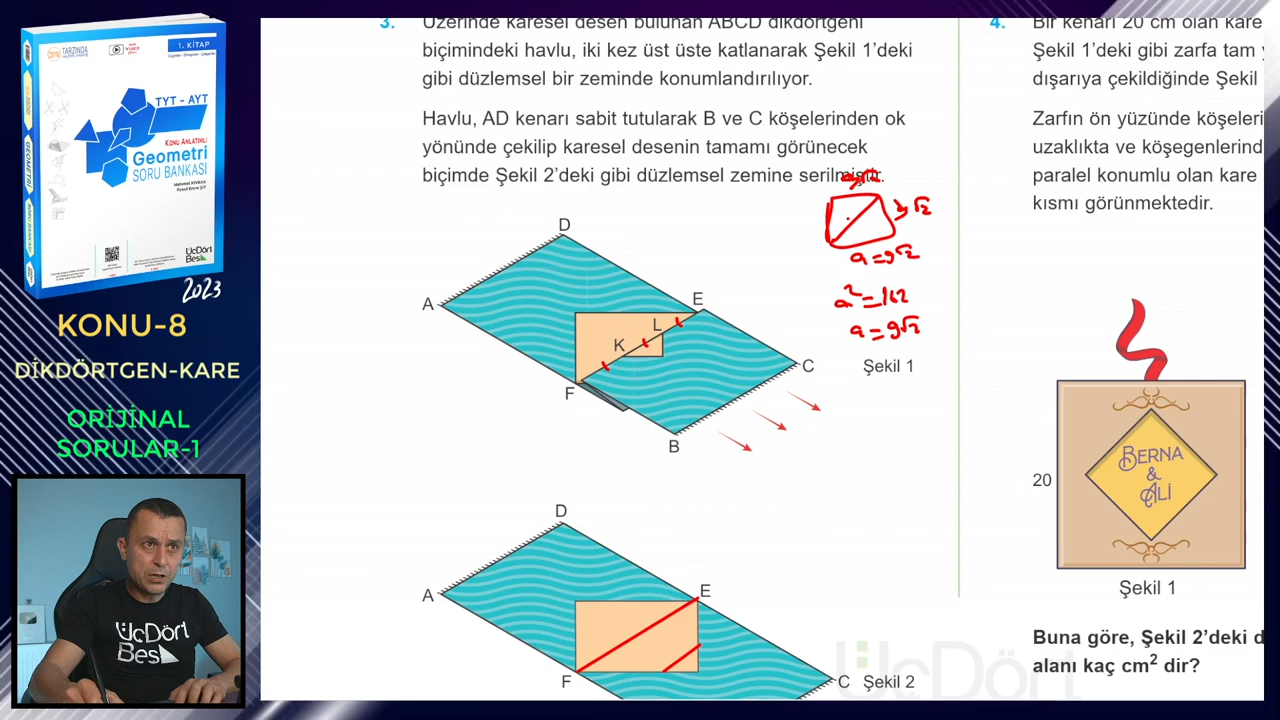 TARZINDA
1. KİTAP
TYT - AYT
KONU ANLATIMLI
Geometri
SORU BANKASI
GEOMETRİ
ÜçDört
Beş
2023
KONU-8
DİKDÖRTGEN-KARE
ORİJİNAL
SORULAR-1
ÜçDört
Beş
3. Üzerinde karesel desen bulunan ABCD dikdörtgeni
biçimindeki havlu, iki kez üst üste katlanarak Şekil 1'deki
gibi düzlemsel bir zeminde konumlandırılıyor.
Havlu, AD kenarı sabit tutularak B ve C köşelerinden ok
yönünde çekilip karesel desenin tamamı görünecek
biçimde Şekil 2'deki gibi düzlemsel zemine serilmiştir.
a = 9√2
a² = 162
a = 9√2
D
A
E
L
K
F
C
B
Şekil 1
D
A
E
F
C
Şekil 2
ÜçDört
4. Bir kenarı 20 cm olan kare
Şekil 1'deki gibi zarfa tam
dışarıya çekildiğinde Şekil
Zarfın ön yüzünde köşeleri
uzaklıkta ve köşegenlerind
paralel konumlu olan kare
kısmı görünmektedir.
BERNA
&
ALİ
20
Şekil 1
Buna göre, Şekil 2'deki d
alanı kaç cm² dir?